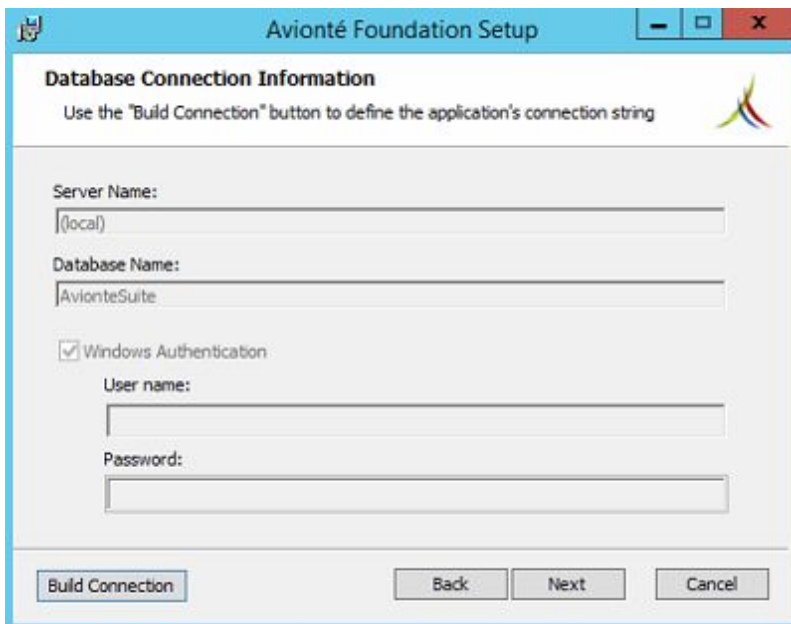 Avionté Foundation Setup
Database Connection Information
Use the "Build Connection" button to define the application's connection string
Server Name:
(local)
Database Name:
AvionteSuite
Windows Authentication
User name:
Password:
Build Connection
Back
Next
Cancel